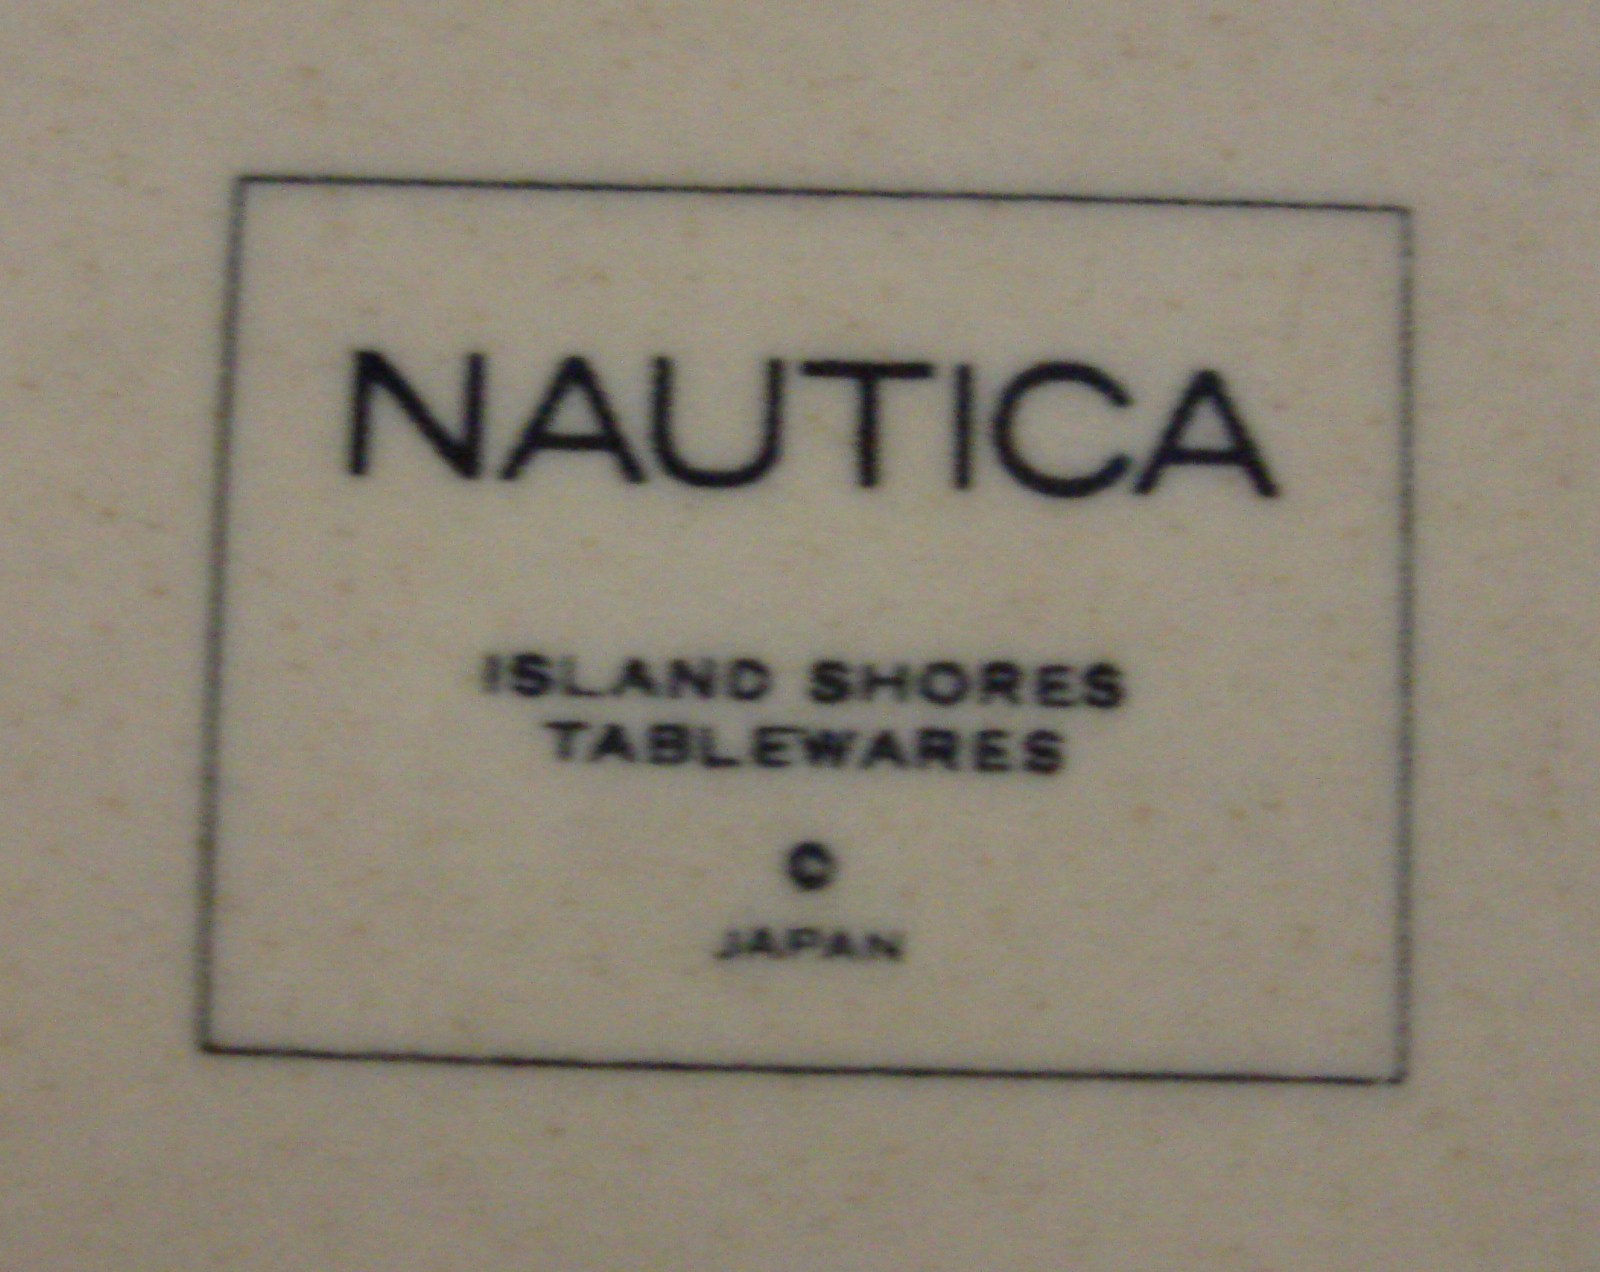 NAUTICA
ISLAND SHORES
TABLEWARES
©
JAPAN